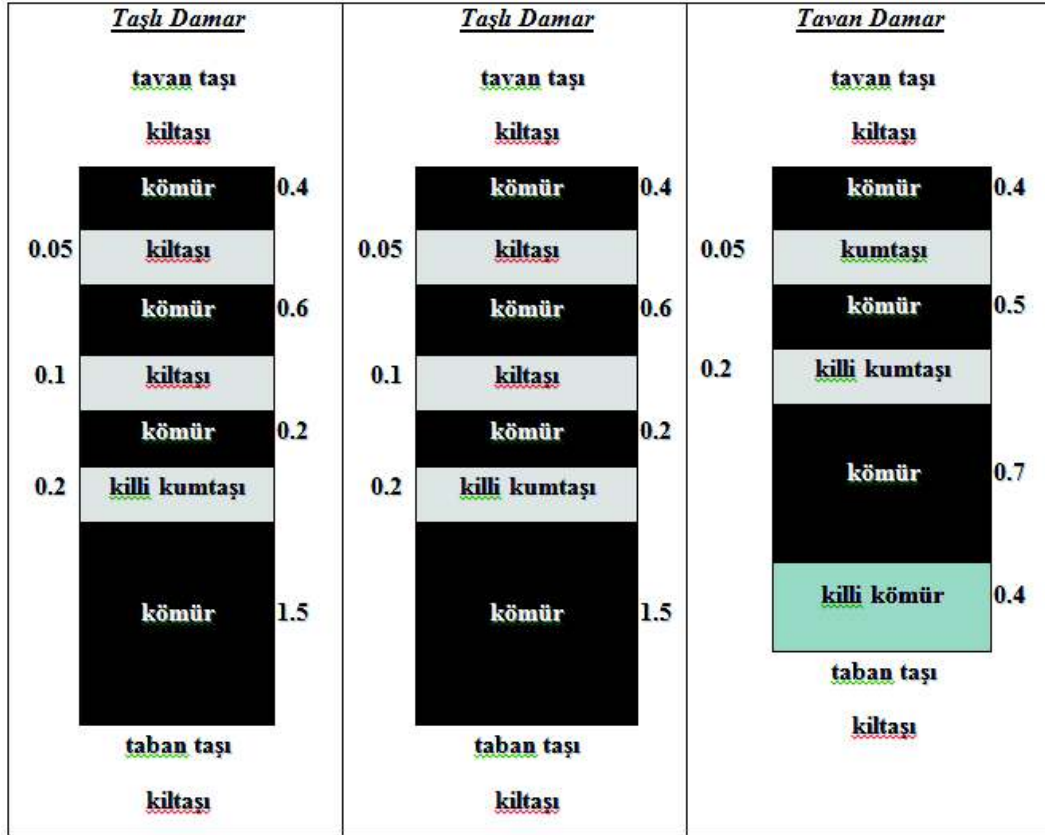 Taşlı Damar
tavan taşı
kiltaşı
kömür 0.4
0.05 kiltaşı
kömür 0.6
0.1 kiltaşı
kömür 0.2
0.2 killi kumtaşı
kömür 1.5
taban taşı
kiltaşı
Taşlı Damar
tavan taşı
kiltaşı
kömür 0.4
0.05 kiltaşı
kömür 0.6
0.1 kiltaşı
kömür 0.2
0.2 killi kumtaşı
kömür 1.5
taban taşı
kiltaşı
Tavan Damar
tavan taşı
kiltaşı
kömür 0.4
0.05 kumtaşı
kömür 0.5
0.2 killi kumtaşı
kömür 0.7
killi kömür 0.4
taban taşı
kiltaşı